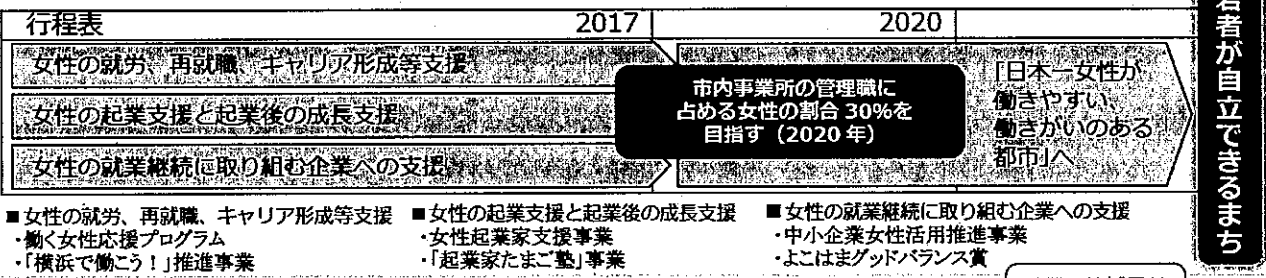 行程表 2017 2020
女性の就労、再就職、キャリア形成等支援
女性の起業支援と起業後の成長支援
女性の就業継続に取り組む企業への支援
市内事業所の管理職に
占める女性の割合 30%を
目指す（2020 年）
「日本一女性が
働きやすい、
働きがいのある
都市」へ
■女性の就労、再就職、キャリア形成等支援
・働く女性応援プログラム
・「横浜で働こう！」推進事業
■女性の起業支援と起業後の成長支援
・女性起業家支援事業
・「起業家たまご塾」事業
■女性の就業継続に取り組む企業への支援
・中小企業女性活用推進事業
・よこはまグッドバランス賞
者が自立できるまち